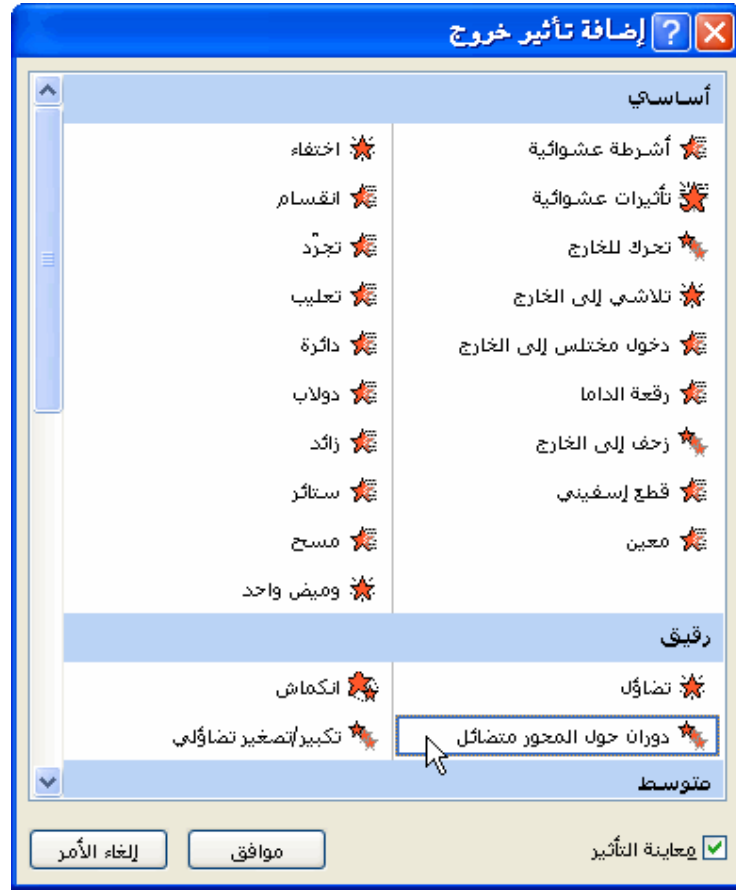 إضافة تأثير خروج
أساسي
أشرطة عشوائية
اختفاء
تأثيرات عشوائية
انقسام
تحرك للخارج
تجرّد
تلاشي إلى الخارج
تعليب
دخول مختلس إلى الخارج
دائرة
رقعة الداما
دولاب
زحف إلى الخارج
زائد
قطع إسفيني
ستائر
معين
مسح
وميض واحد
رقيق
تضاؤل
انكماش
دوران حول المحور متضائل
تكبير/تصغير تضاؤلي
متوسط
معاينة التأثير
موافق
إلغاء الأمر